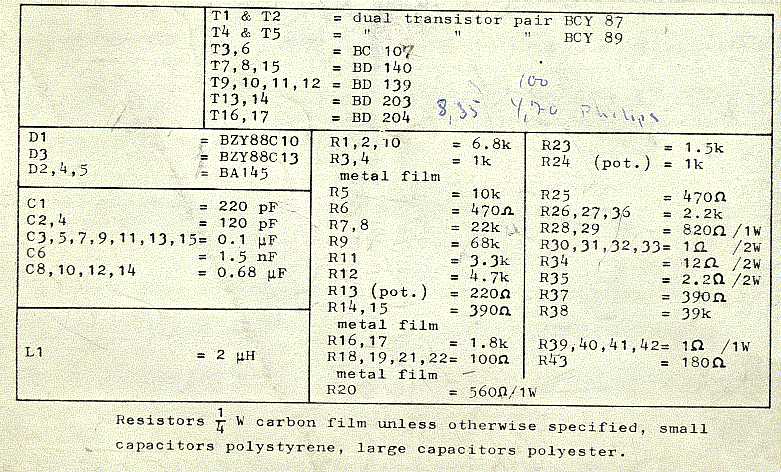 T1 & T2 = dual transistor pair BCY 87
T4 & T5 = " " " BCY 89
T3,6 = BC 107
T7,8,15 = BD 140
T9,10,11,12 = BD 139
T13,14 = BD 203
T16,17 = BD 204
100
8,35 4,70 Philips
D1 = BZY88C10
D3 = BZY88C13
D2,4,5 = BA145
C1 = 220 pF
C2,4 = 120 pF
C3,5,7,9,11,13,15= 0.1 µF
C6 = 1.5 nF
C8,10,12,14 = 0.68 µF
L1 = 2 µH
R1,2,10 = 6.8k
R3,4 = 1k
metal film
R5 = 10k
R6 = 470Ω
R7,8 = 22k
R9 = 68k
R11 = 3.3k
R12 = 4.7k
R13 (pot.) = 220Ω
R14,15 = 390Ω
metal film
R16,17 = 1.8k
R18,19,21,22= 100Ω
metal film
R20 = 560Ω/1W
R23 = 1.5k
R24 (pot.) = 1k
R25 = 470Ω
R26,27,36 = 2.2k
R28,29 = 820Ω/1W
R30,31,32,33= 1Ω /2W
R34 = 12Ω /2W
R35 = 2.2Ω/2W
R37 = 390Ω
R38 = 39k
R39,40,41,42= 1Ω /1W
R43 = 180Ω
Resistors 1/4 W carbon film unless otherwise specified, small
capacitors polystyrene, large capacitors polyester.